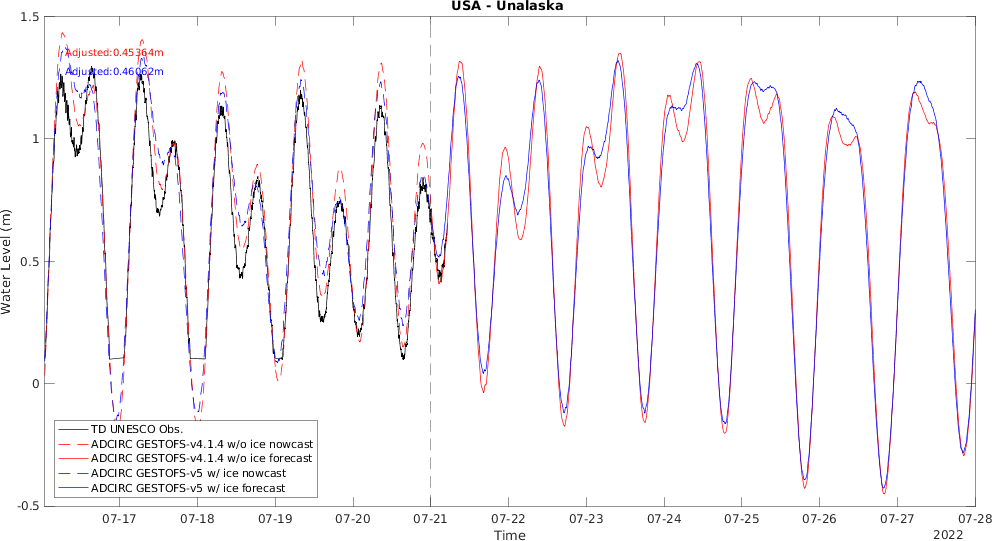 USA - Unalaska
1.5
Adjusted:0.45364m
Adjusted:0.46062m
1
0.5
0
-0.5
Water Level (m)
TD UNESCO Obs.
ADCIRC GESTOFS-v4.1.4 w/o ice nowcast
ADCIRC GESTOFS-v4.1.4 w/o ice forecast
ADCIRC GESTOFS-v5 w/ ice nowcast
ADCIRC GESTOFS-v5 w/ ice forecast
07-17 07-18 07-19 07-20 07-21 07-22 07-23 07-24 07-25 07-26 07-27 07-28
Time
2022